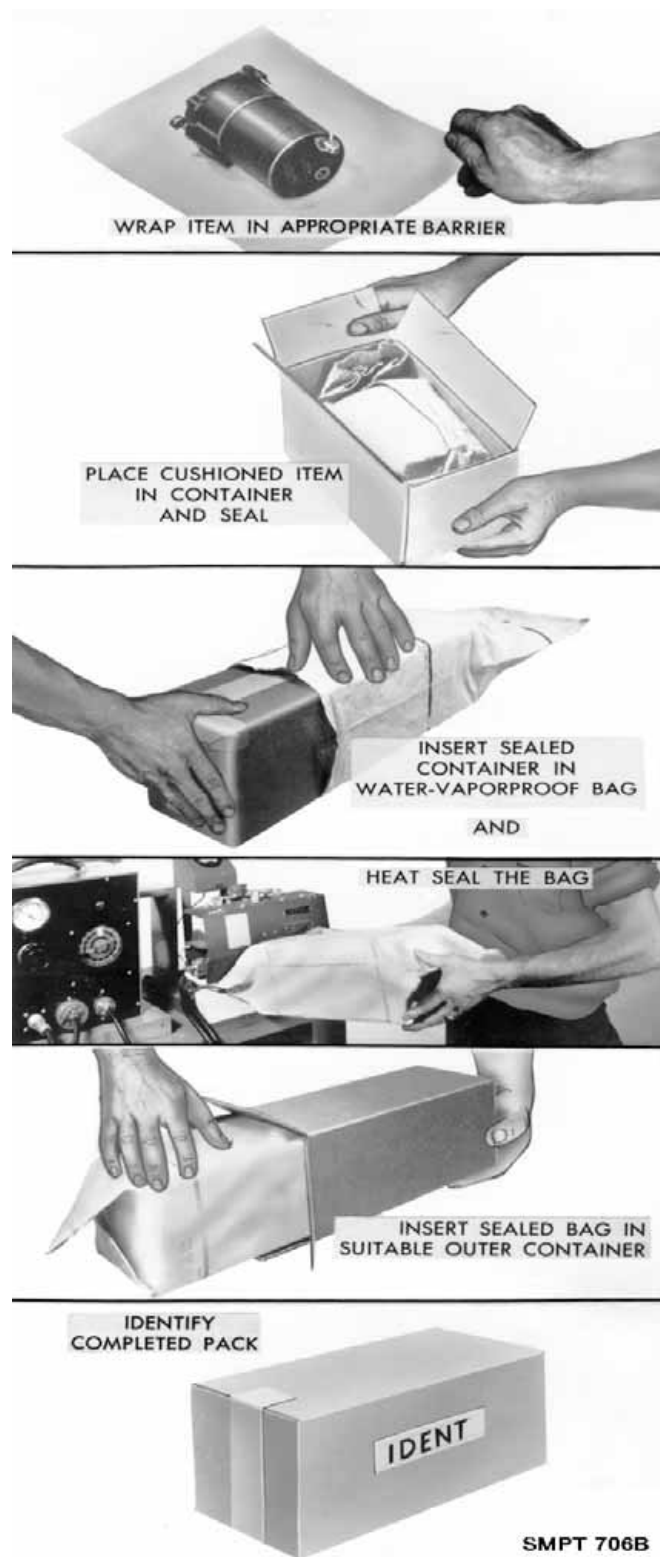 WRAP ITEM IN APPROPRIATE BARRIER
PLACE CUSHIONED ITEM
IN CONTAINER
AND SEAL
INSERT SEALED
CONTAINER IN
WATER-VAPORPROOF BAG
AND
HEAT SEAL THE BAG
INSERT SEALED BAG IN
SUITABLE OUTER CONTAINER
IDENTIFY
COMPLETED PACK
IDENT
SMPT 706B